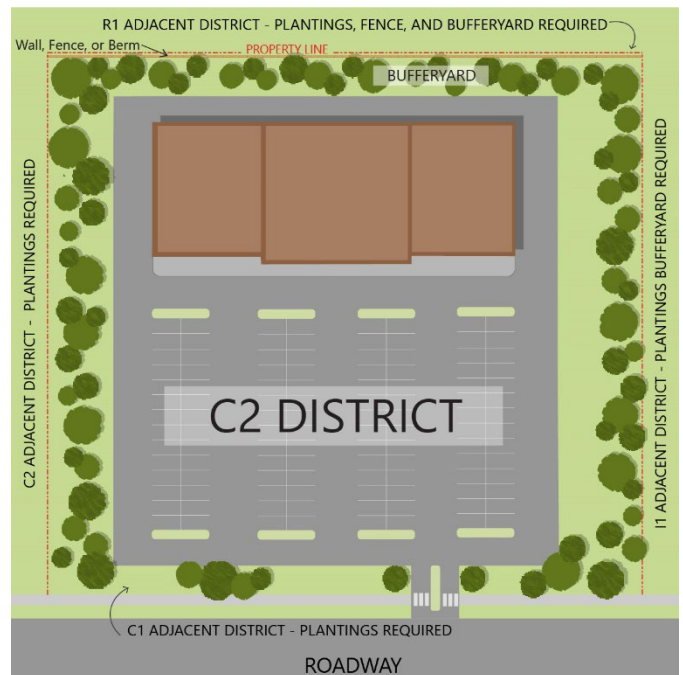 R1 ADJACENT DISTRICT - PLANTINGS, FENCE, AND BUFFERYARD REQUIRED
Wall, Fence, or Berm
PROPERTY LINE
BUFFERYARD
C2 ADJACENT DISTRICT - PLANTINGS REQUIRED
I1 ADJACENT DISTRICT - PLANTINGS BUFFERYARD REQUIRED
C2 DISTRICT
C1 ADJACENT DISTRICT - PLANTINGS REQUIRED
ROADWAY